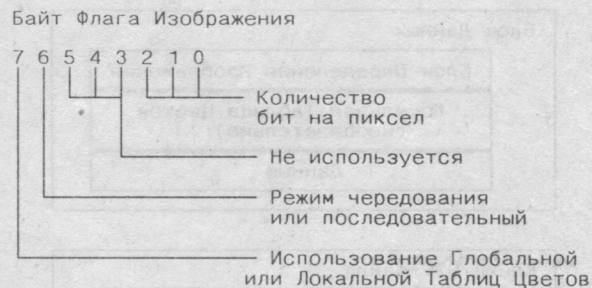 Байт Флага Изображения
7 6 5 4 3 2 1 0
Количество
бит на пиксел
Не используется
Режим чередования
или последовательный
Использование Глобальной
или Локальной Таблиц Цветов